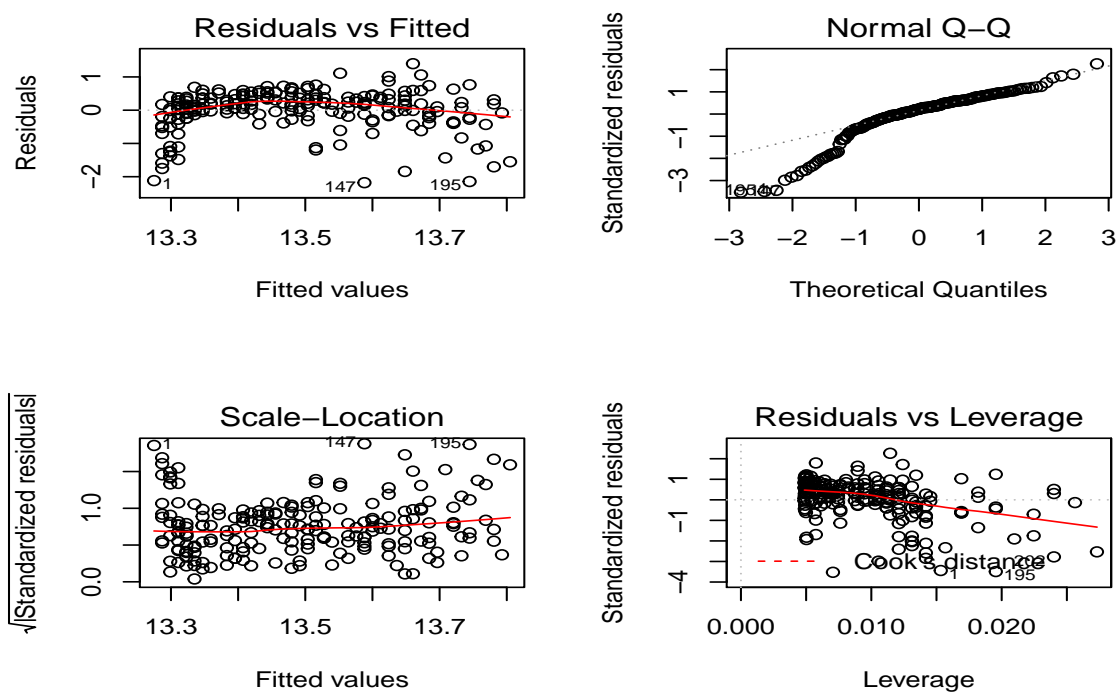 Residuals vs Fitted
Residuals
1
0
−2
1
147
195
13.3
13.5
13.7
Fitted values
Normal Q−Q
Standardized residuals
1
−1
−3
−3
−2
−1
0
1
2
3
Theoretical Quantiles
Scale−Location
√|Standardized residuals|
1.0
0.0
1
147
195
13.3
13.5
13.7
Fitted values
Residuals vs Leverage
Standardized residuals
1
−1
−4
Cook's distance
1
195
0.000
0.010
0.020
Leverage